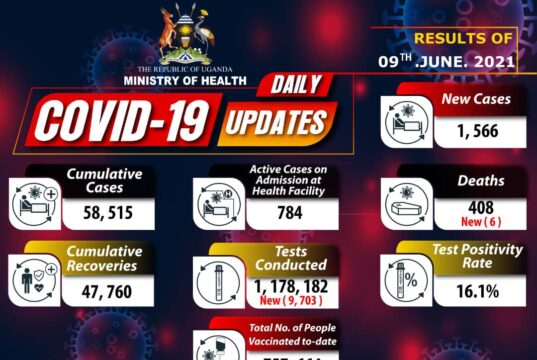 THE REPUBLIC OF UGANDA
MINISTRY OF HEALTH
RESULTS OF
09TH .JUNE. 2021
DAILY
COVID-19
UPDATES
New Cases
1, 566
Cumulative
Cases
58, 515
Active Cases on
Admission at
Health Facility
784
Deaths
408
New ( 6 )
Cumulative
Recoveries
47, 760
Tests
Conducted
1, 178, 182
New ( 9, 703 )
Test Positivity
Rate
16.1%
Total No. of People
Vaccinated to-date